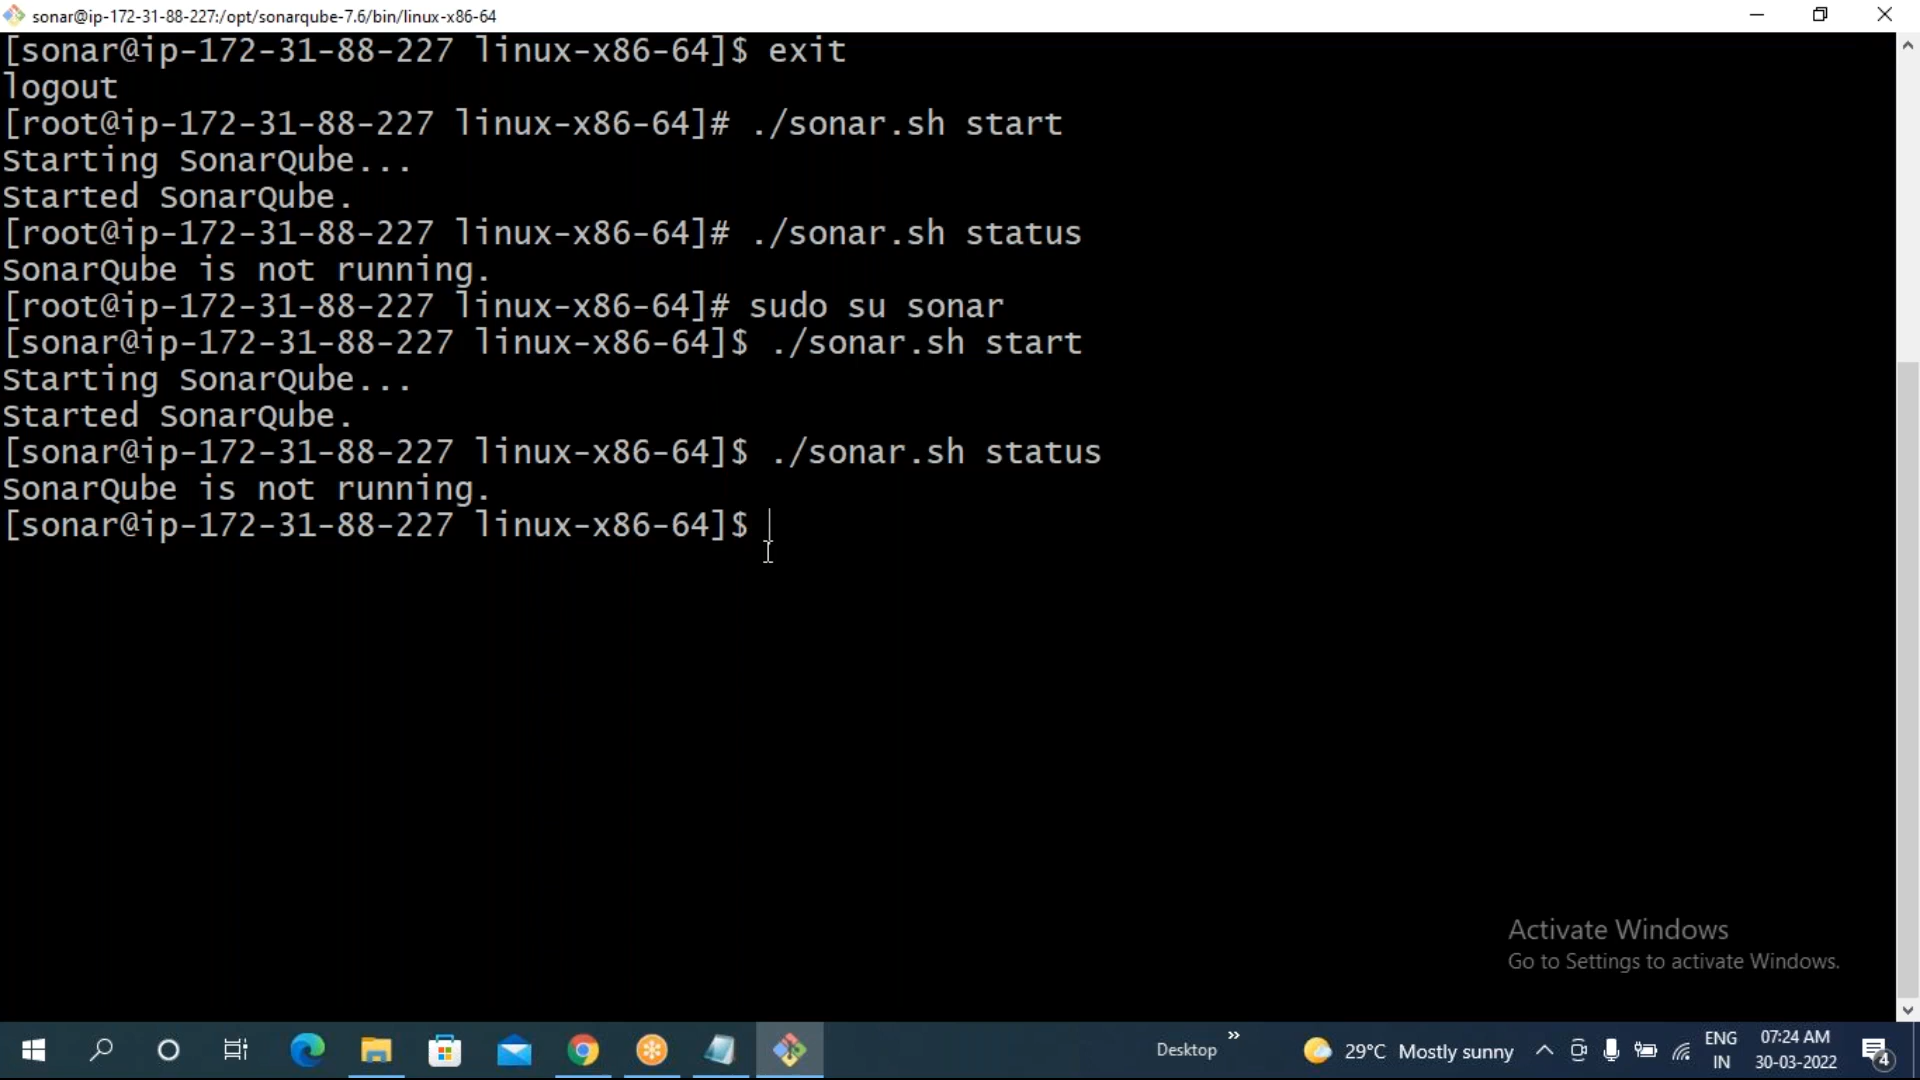 sonar@ip-172-31-88-227:/opt/sonarqube-7.6/bin/linux-x86-64
[sonar@ip-172-31-88-227 linux-x86-64]$ exit
logout
[root@ip-172-31-88-227 linux-x86-64]# ./sonar.sh start
Starting SonarQube...
Started SonarQube.
[root@ip-172-31-88-227 linux-x86-64]# ./sonar.sh status
SonarQube is not running.
[root@ip-172-31-88-227 linux-x86-64]# sudo su sonar
[sonar@ip-172-31-88-227 linux-x86-64]$ ./sonar.sh start
Starting SonarQube...
Started SonarQube.
[sonar@ip-172-31-88-227 linux-x86-64]$ ./sonar.sh status
SonarQube is not running.
[sonar@ip-172-31-88-227 linux-x86-64]$
Activate Windows
Go to Settings to activate Windows.
Desktop
29°C Mostly sunny
ENG
IN
07:24 AM
30-03-2022
4